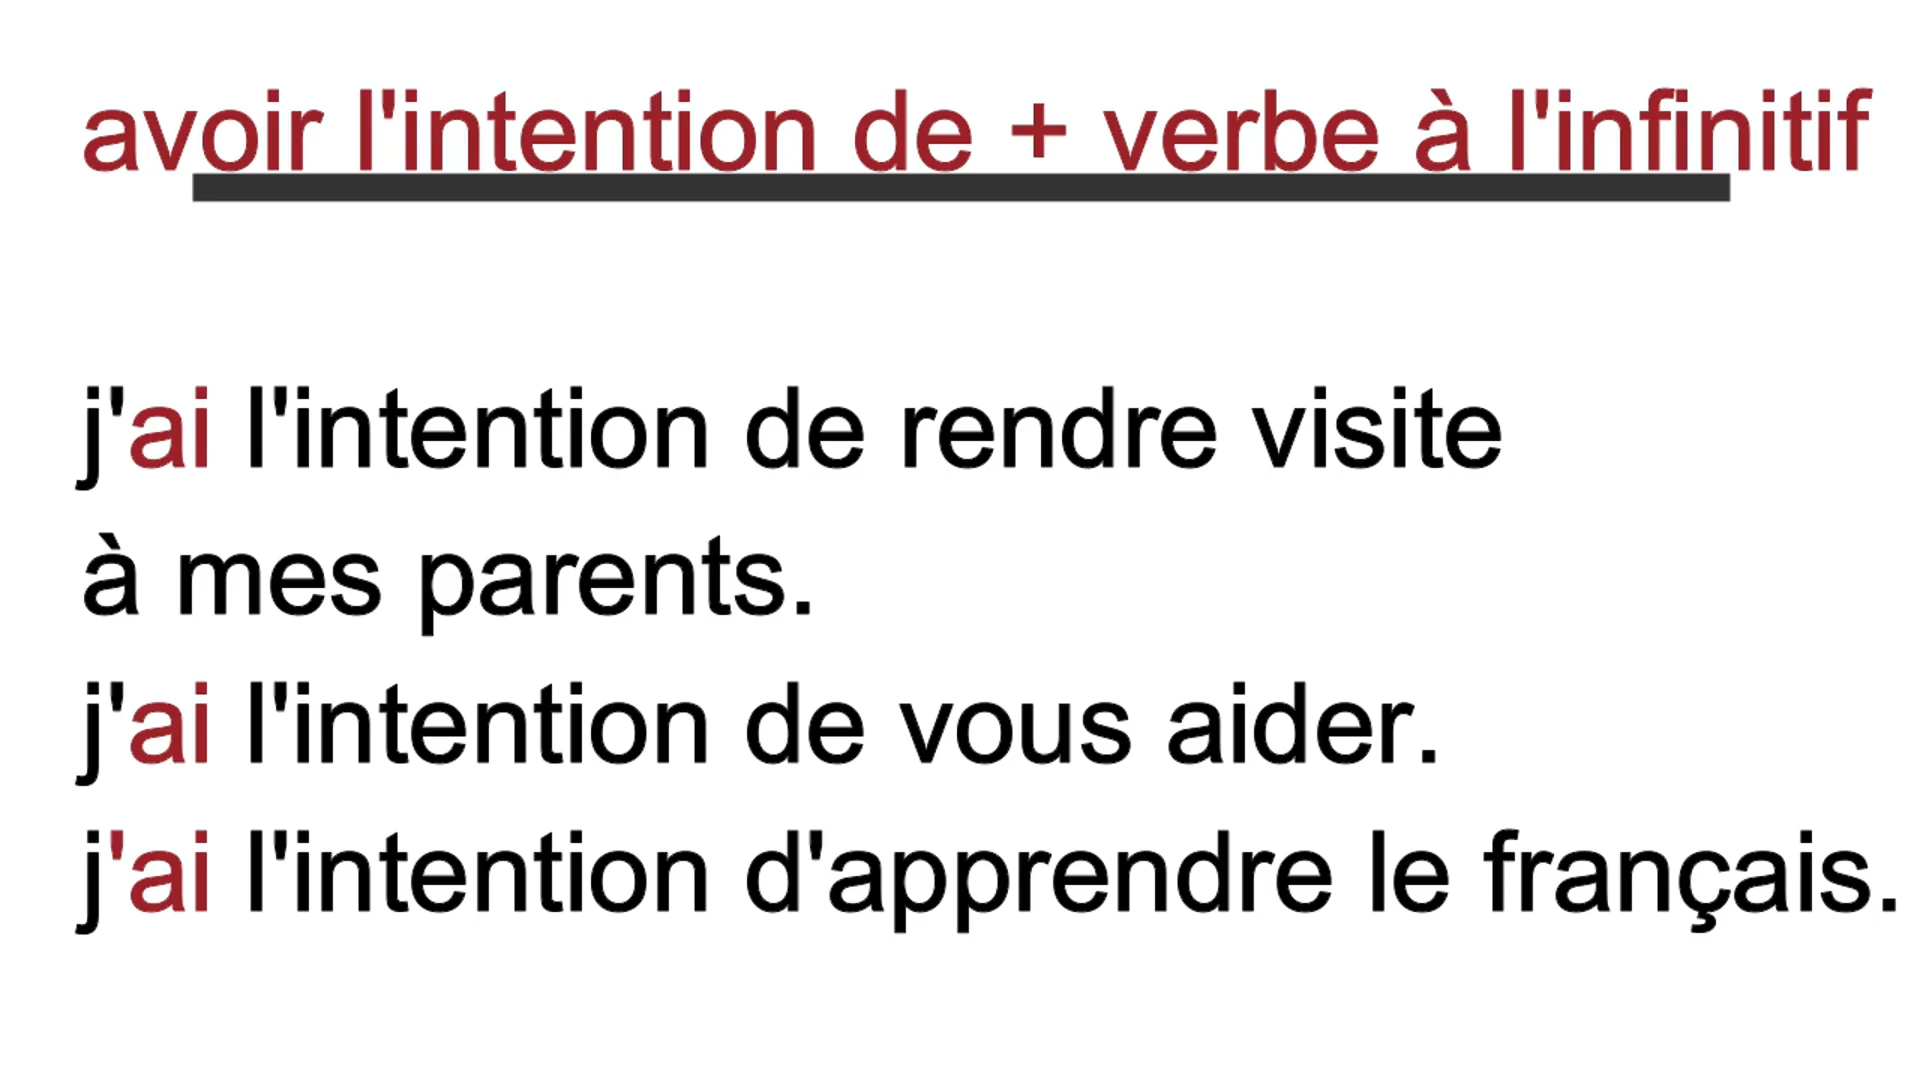 avoir l'intention de + verbe à l'infinitif
j'ai l'intention de rendre visite
à mes parents.
j'ai l'intention de vous aider.
j'ai l'intention d'apprendre le français.